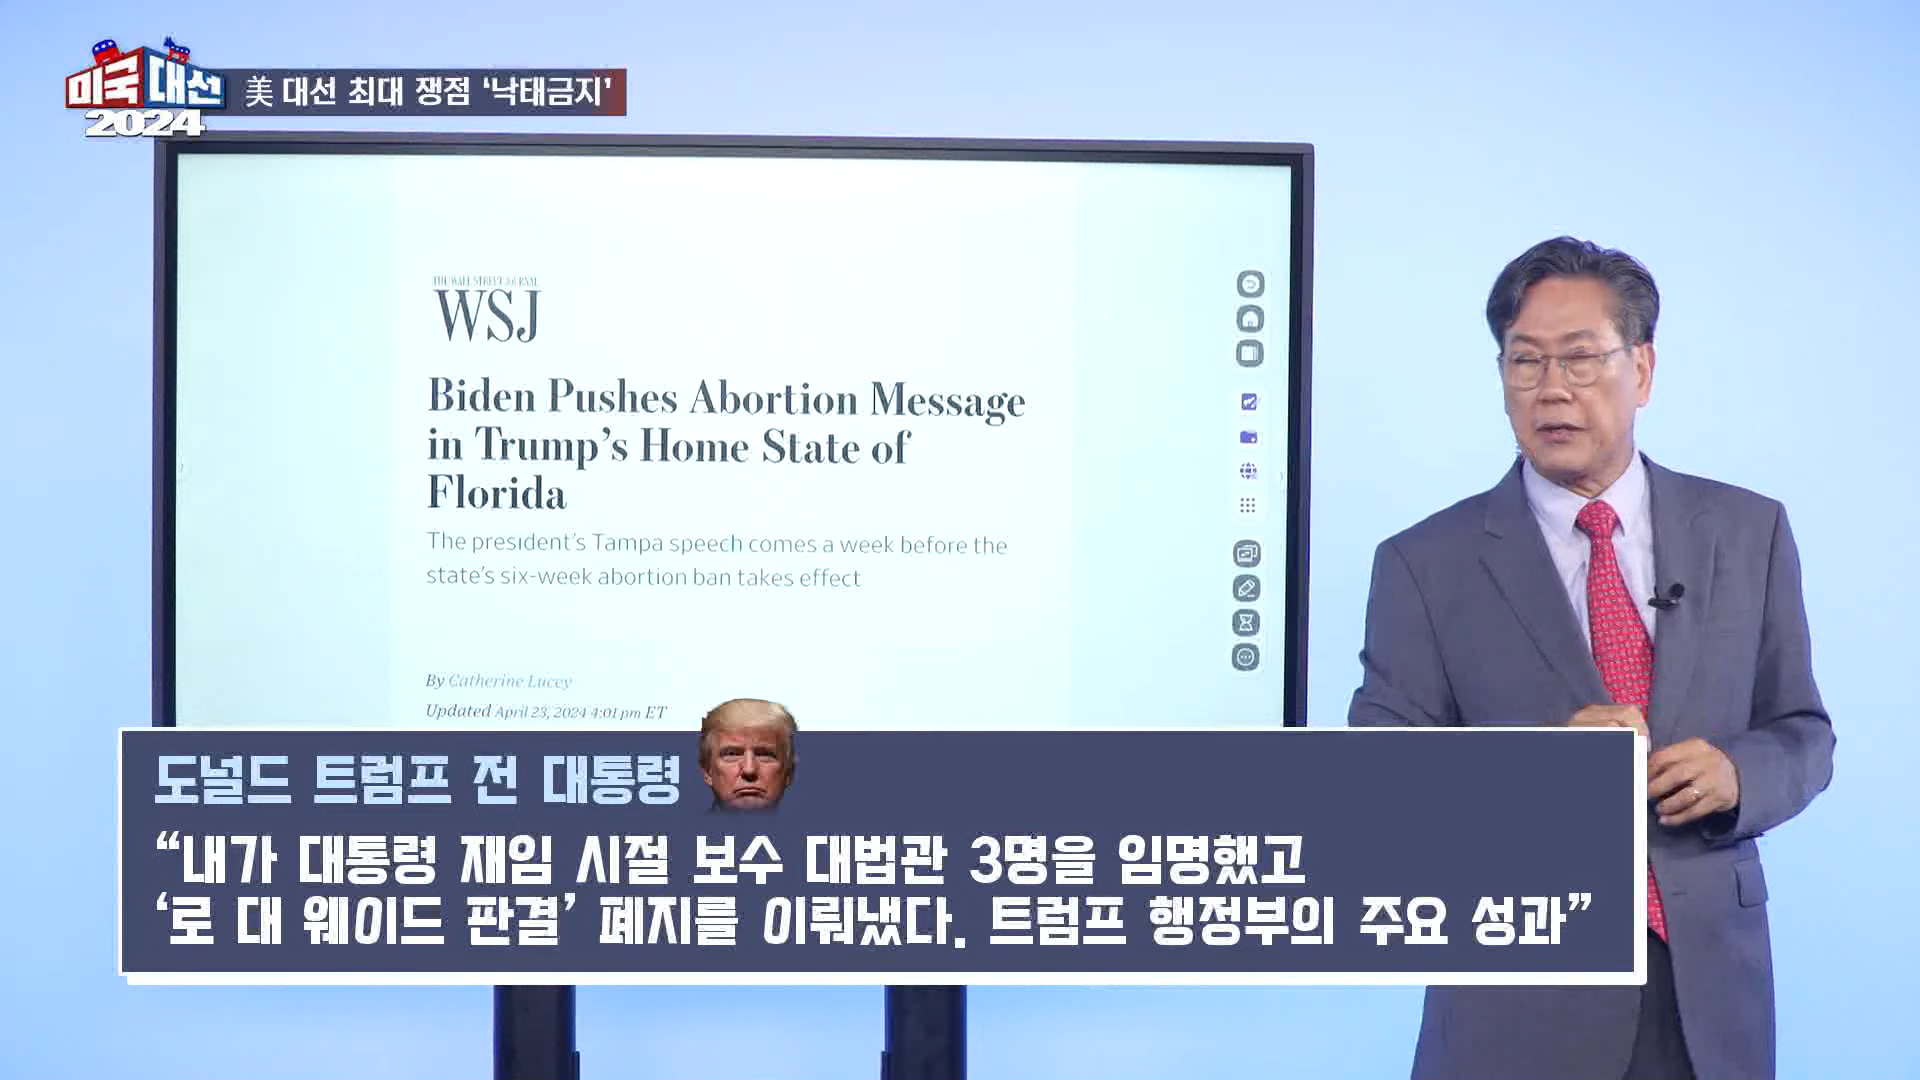 미국 대선
2024
美 대선 최대 쟁점 ‘낙태금지’
THE WALL STREET JOURNAL
WSJ
Biden Pushes Abortion Message
in Trump’s Home State of
Florida
The president’s Tampa speech comes a week before the
state’s six-week abortion ban takes effect
By Catherine Lucey
Updated April 23, 2024 4:01 pm ET
도널드 트럼프 전 대통령
“내가 대통령 재임 시절 보수 대법관 3명을 임명했고
‘로 대 웨이드 판결’ 폐지를 이뤄냈다. 트럼프 행정부의 주요 성과”